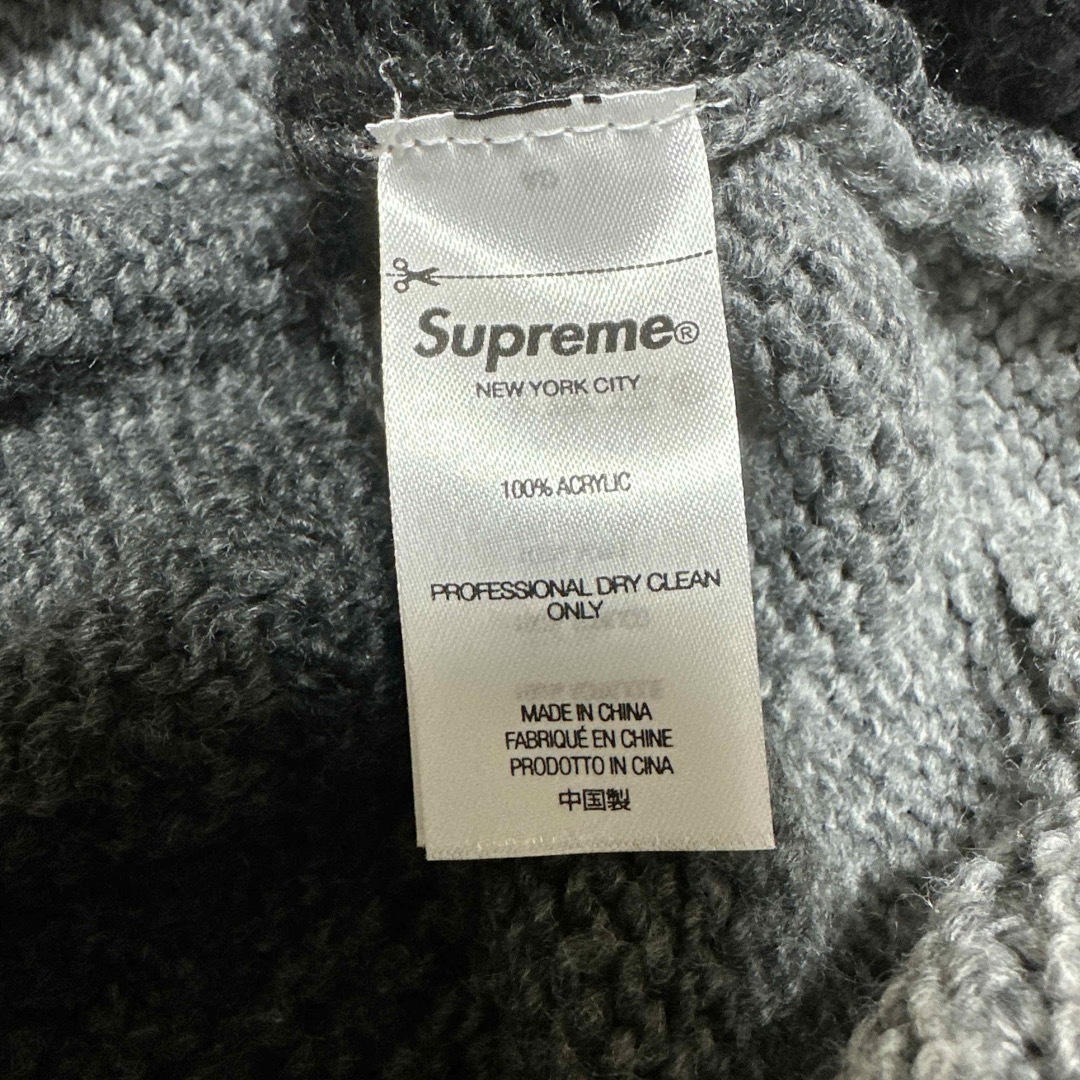 Supreme®
NEW YORK CITY
100% ACRYLIC
PROFESSIONAL DRY CLEAN
ONLY
MADE IN CHINA
FABRIQUÉ EN CHINE
PRODOTTO IN CINA
中国製